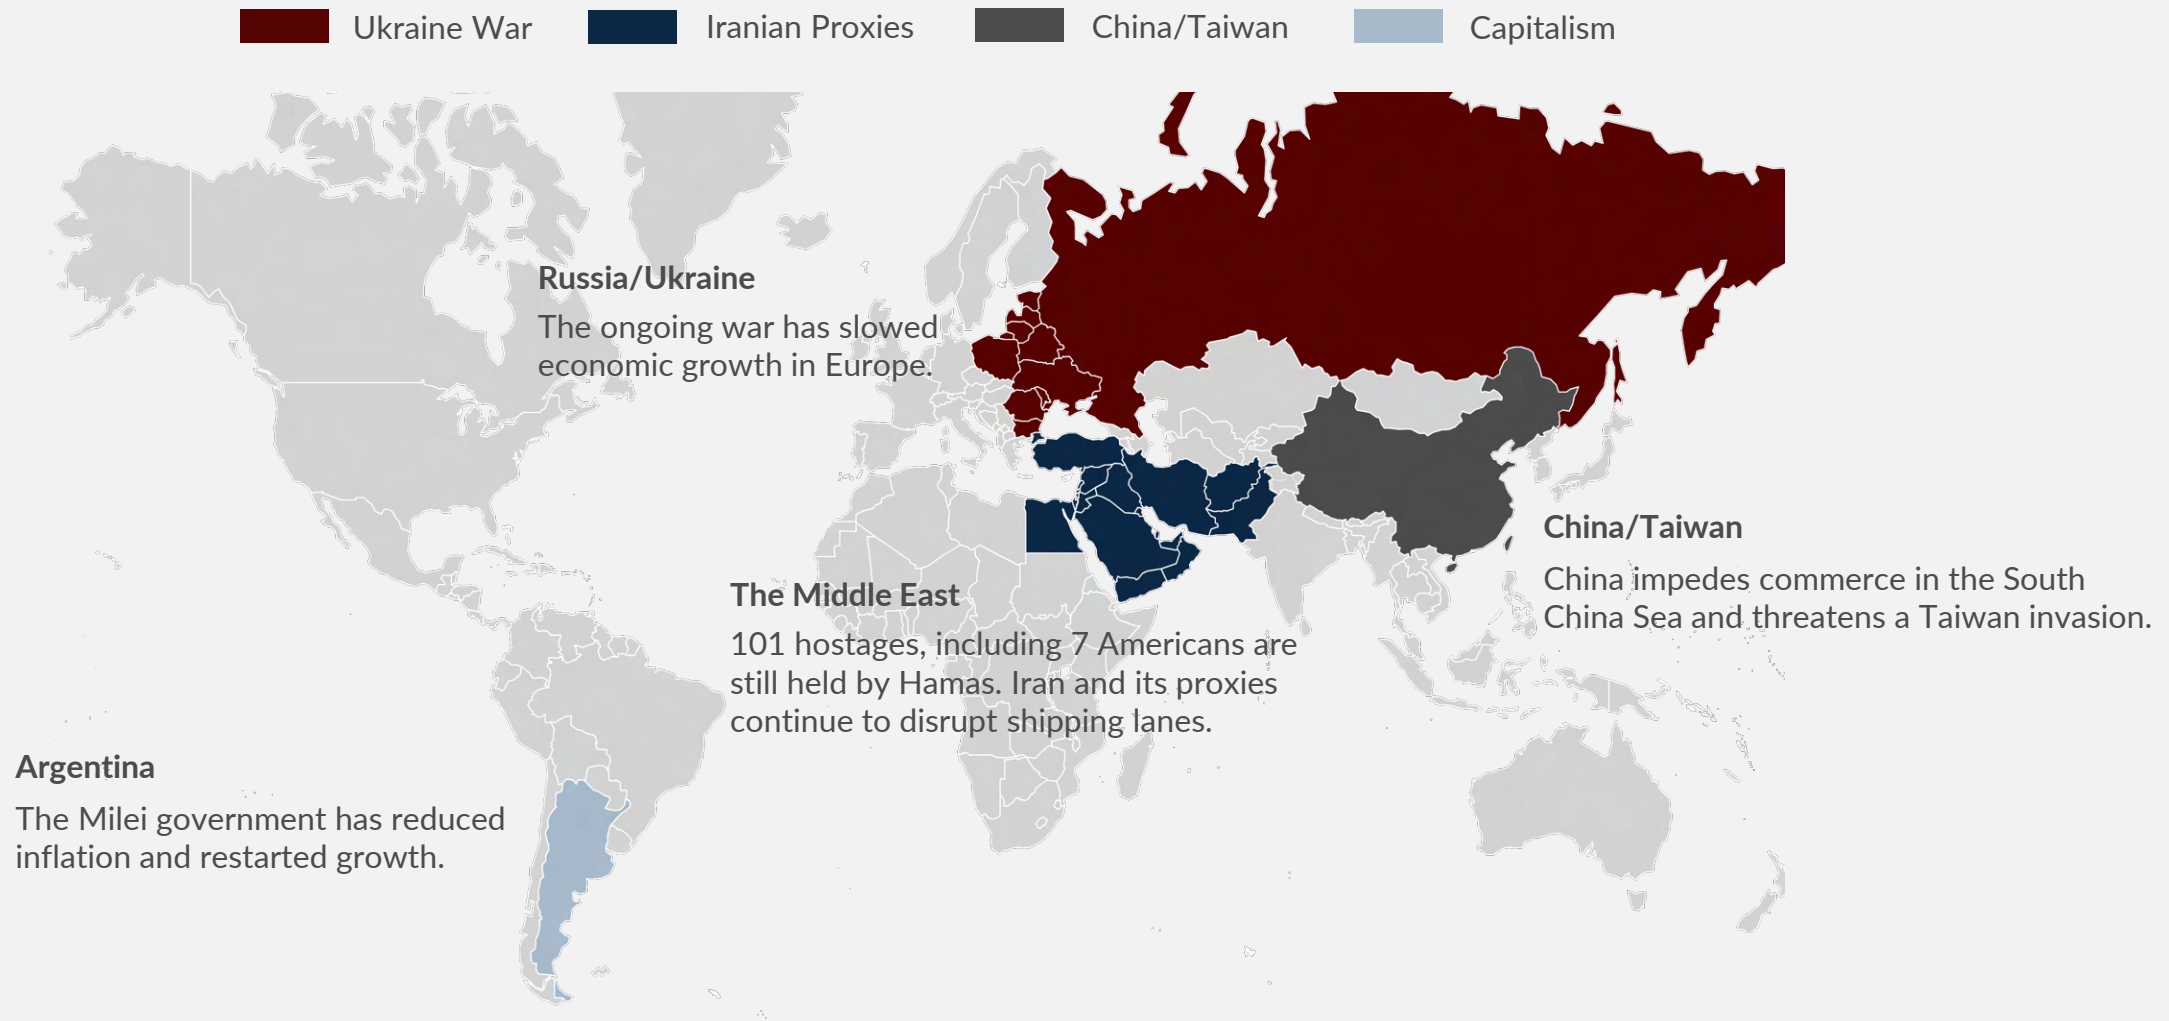 Ukraine War
Iranian Proxies
China/Taiwan
Capitalism
Russia/Ukraine
The ongoing war has slowed
economic growth in Europe.
China/Taiwan
China impedes commerce in the South
China Sea and threatens a Taiwan invasion.
The Middle East
101 hostages, including 7 Americans are
still held by Hamas. Iran and its proxies
continue to disrupt shipping lanes.
Argentina
The Milei government has reduced
inflation and restarted growth.